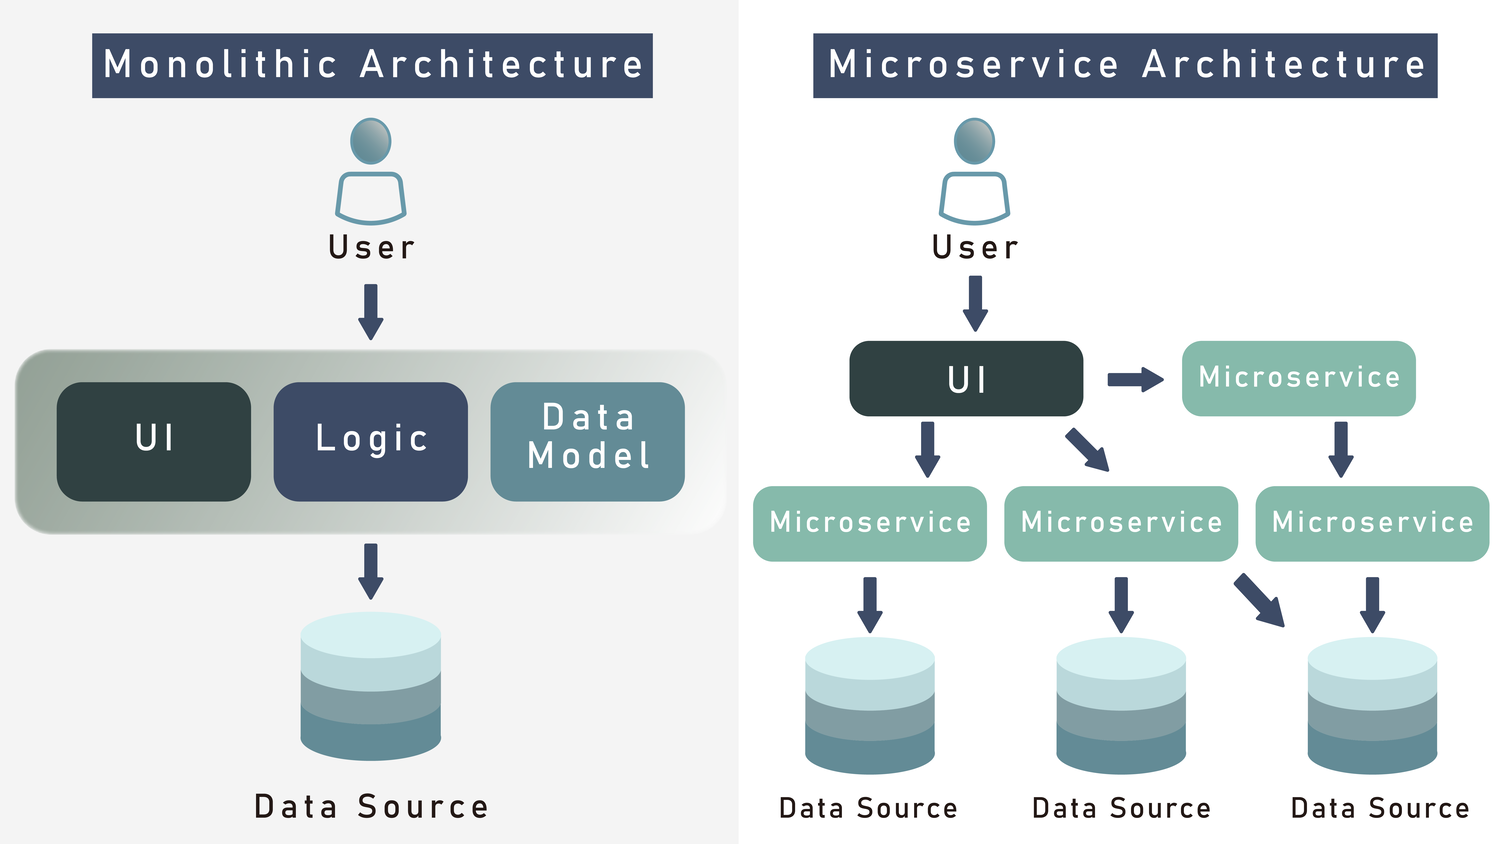 Monolithic Architecture
User
UI
Logic
Data
Model
Data Source
Microservice Architecture
User
UI
Microservice
Microservice
Microservice
Microservice
Data Source
Data Source
Data Source